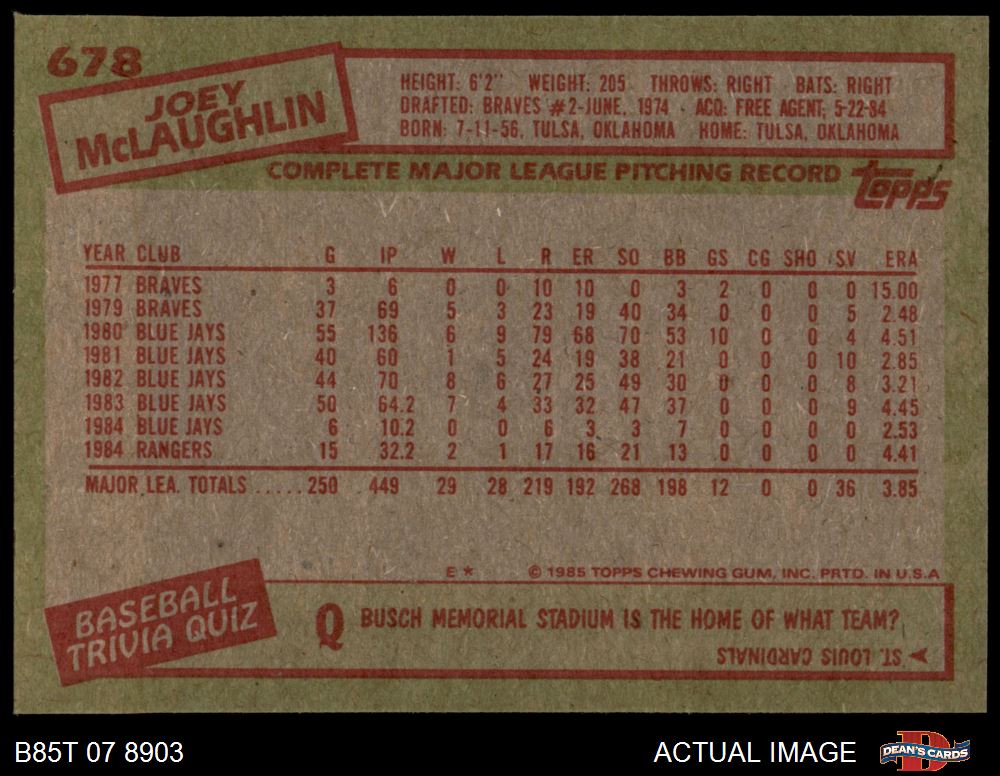 678
JOEY
McLAUGHLIN
HEIGHT: 6'2" WEIGHT: 205 THROWS: RIGHT BATS: RIGHT
DRAFTED: BRAVES #2-JUNE, 1974 · ACQ: FREE AGENT, 5-22-84
BORN: 7-11-56, TULSA, OKLAHOMA HOME: TULSA, OKLAHOMA
COMPLETE MAJOR LEAGUE PITCHING RECORD topps
YEAR CLUB G IP W L R ER SO BB GS CG SHO SV ERA
1977 BRAVES 3 6 0 0 10 10 0 3 2 0 0 0 15.00
1979 BRAVES 37 69 5 3 23 19 40 34 0 0 0 5 2.48
1980 BLUE JAYS 55 136 6 9 79 68 70 53 10 0 0 4 4.51
1981 BLUE JAYS 40 60 1 5 24 19 38 21 0 0 0 10 2.85
1982 BLUE JAYS 44 70 8 6 27 25 49 30 0 0 0 8 3.21
1983 BLUE JAYS 50 64.2 7 4 33 32 47 37 0 0 0 9 4.45
1984 BLUE JAYS 6 10.2 0 0 6 3 3 7 0 0 0 0 2.53
1984 RANGERS 15 32.2 2 1 17 16 21 13 0 0 0 0 4.41
MAJOR LEA. TOTALS ......250 449 29 28 219 192 268 198 12 0 0 36 3.85
E * © 1985 TOPPS CHEWING GUM, INC. PRTD. IN U.S.A
BASEBALL
TRIVIA QUIZ
Q BUSCH MEMORIAL STADIUM IS THE HOME OF WHAT TEAM?
ST. LOUIS CARDINALS
B85T 07 8903 ACTUAL IMAGE D DEAN'S CARDS